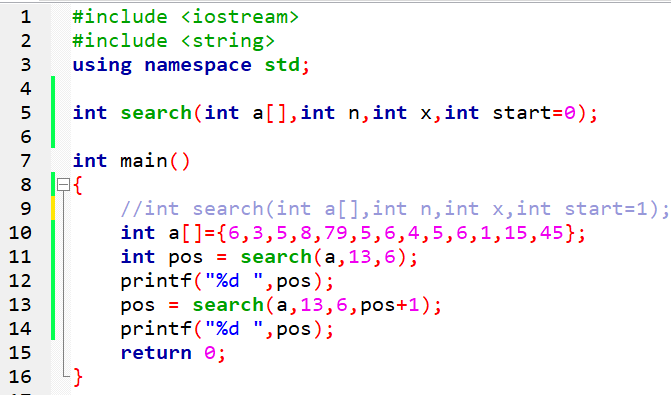 1 #include <iostream>
2 #include <string>
3 using namespace std;
4
5 int search(int a[],int n,int x,int start=0);
6
7 int main()
8 {
9 //int search(int a[],int n,int x,int start=1);
10 int a[]={6,3,5,8,79,5,6,4,5,6,1,15,45};
11 int pos = search(a,13,6);
12 printf("%d ",pos);
13 pos = search(a,13,6,pos+1);
14 printf("%d ",pos);
15 return 0;
16 }